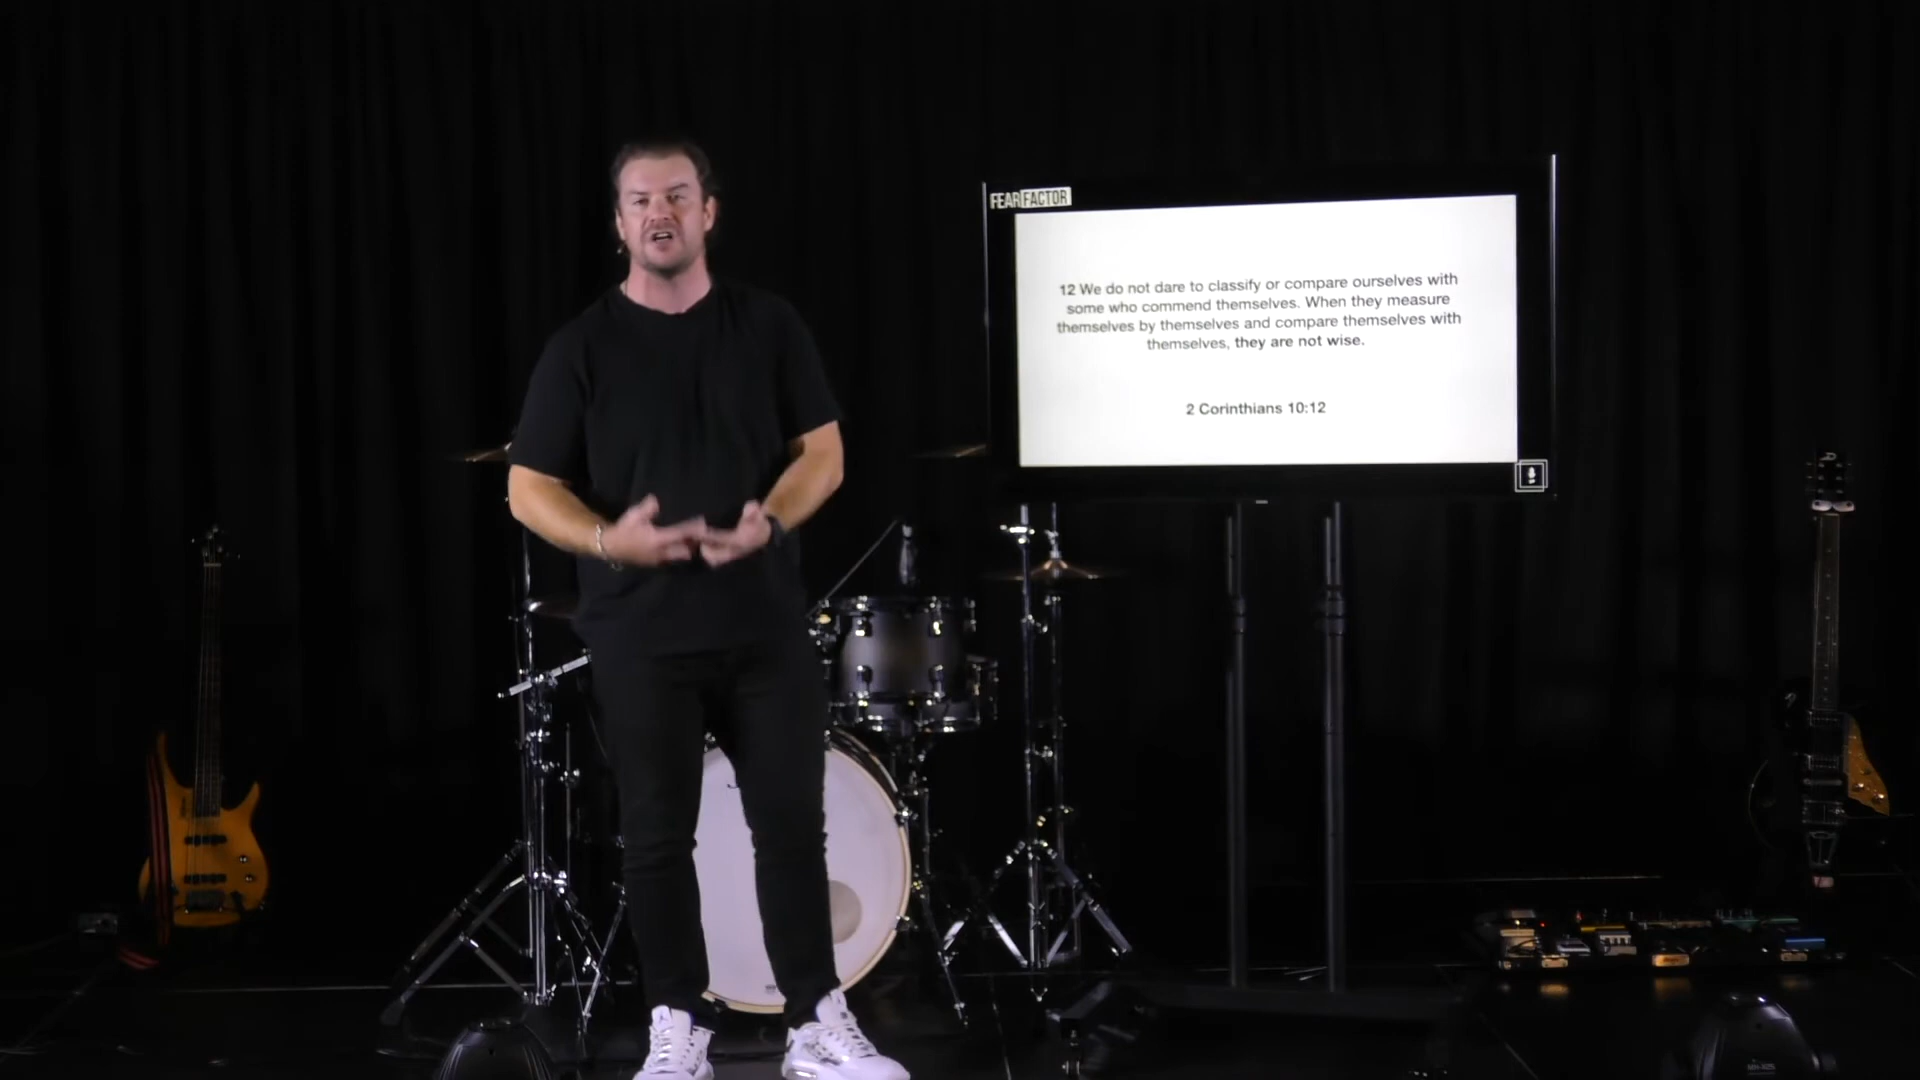 FEAR FACTOR
12 We do not dare to classify or compare ourselves with
some who commend themselves. When they measure
themselves by themselves and compare themselves with
themselves, they are not wise.
2 Corinthians 10:12